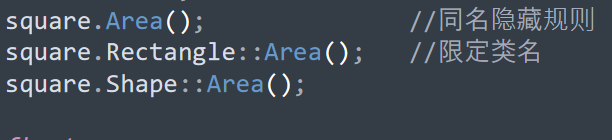 square.Area(); //同名隐藏规则
square.Rectangle::Area(); //限定类名
square.Shape::Area();